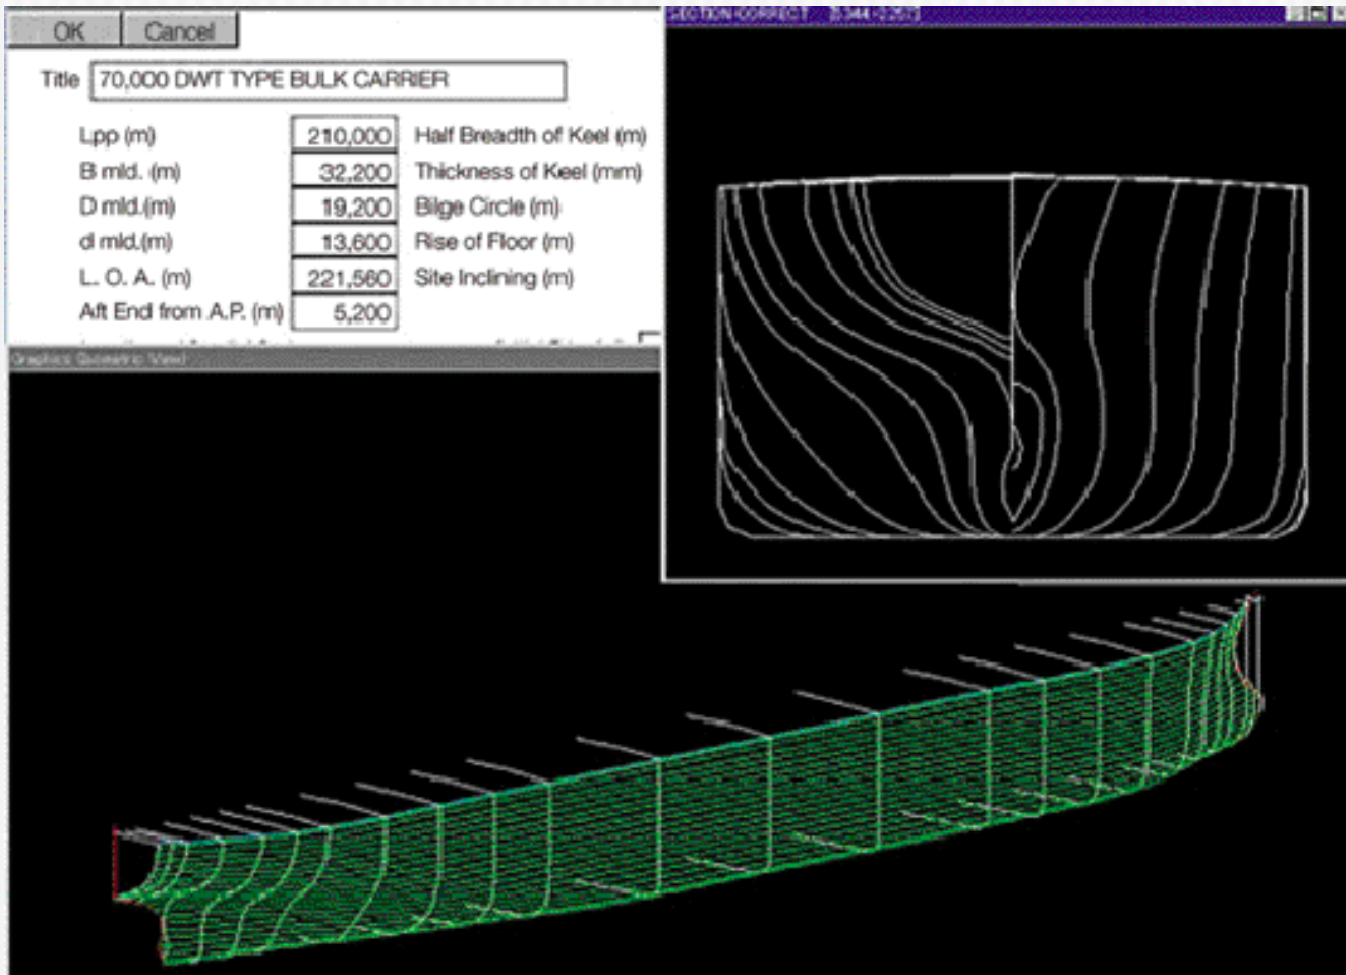 OK Cancel
Title 70,000 DWT TYPE BULK CARRIER
Lpp (m) 210,000 Half Breadth of Keel (m)
B mld. (m) 32,200 Thickness of Keel (mm)
D mld.(m) 19,200 Bilge Circle (m)
d mld.(m) 13,600 Rise of Floor (m)
L. O. A. (m) 221,560 Site Inclining (m)
Aft End from A.P. (m) 5,200
SECTION-CORRECT